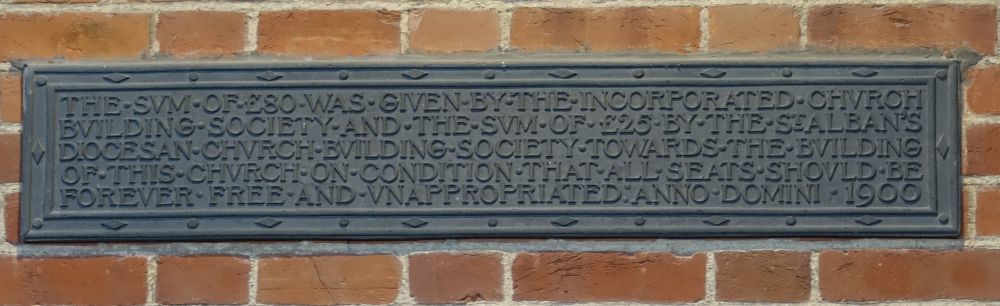 THE·SVM·OF·£80·WAS·GIVEN·BY·THE·INCORPORATED·CHVRCH
BVILDING·SOCIETY·AND·THE·SVM·OF·£25·BY·THE·ST ALBAN'S
DIOCESAN·CHVRCH·BVILDING·SOCIETY·TOWARDS·THE·BVILDING
OF·THIS·CHVRCH·ON·CONDITION·THAT·ALL·SEATS·SHOVLD·BE
FOREVER·FREE·AND·VNAPPROPRIATED:ANNO·DOMINI·1900